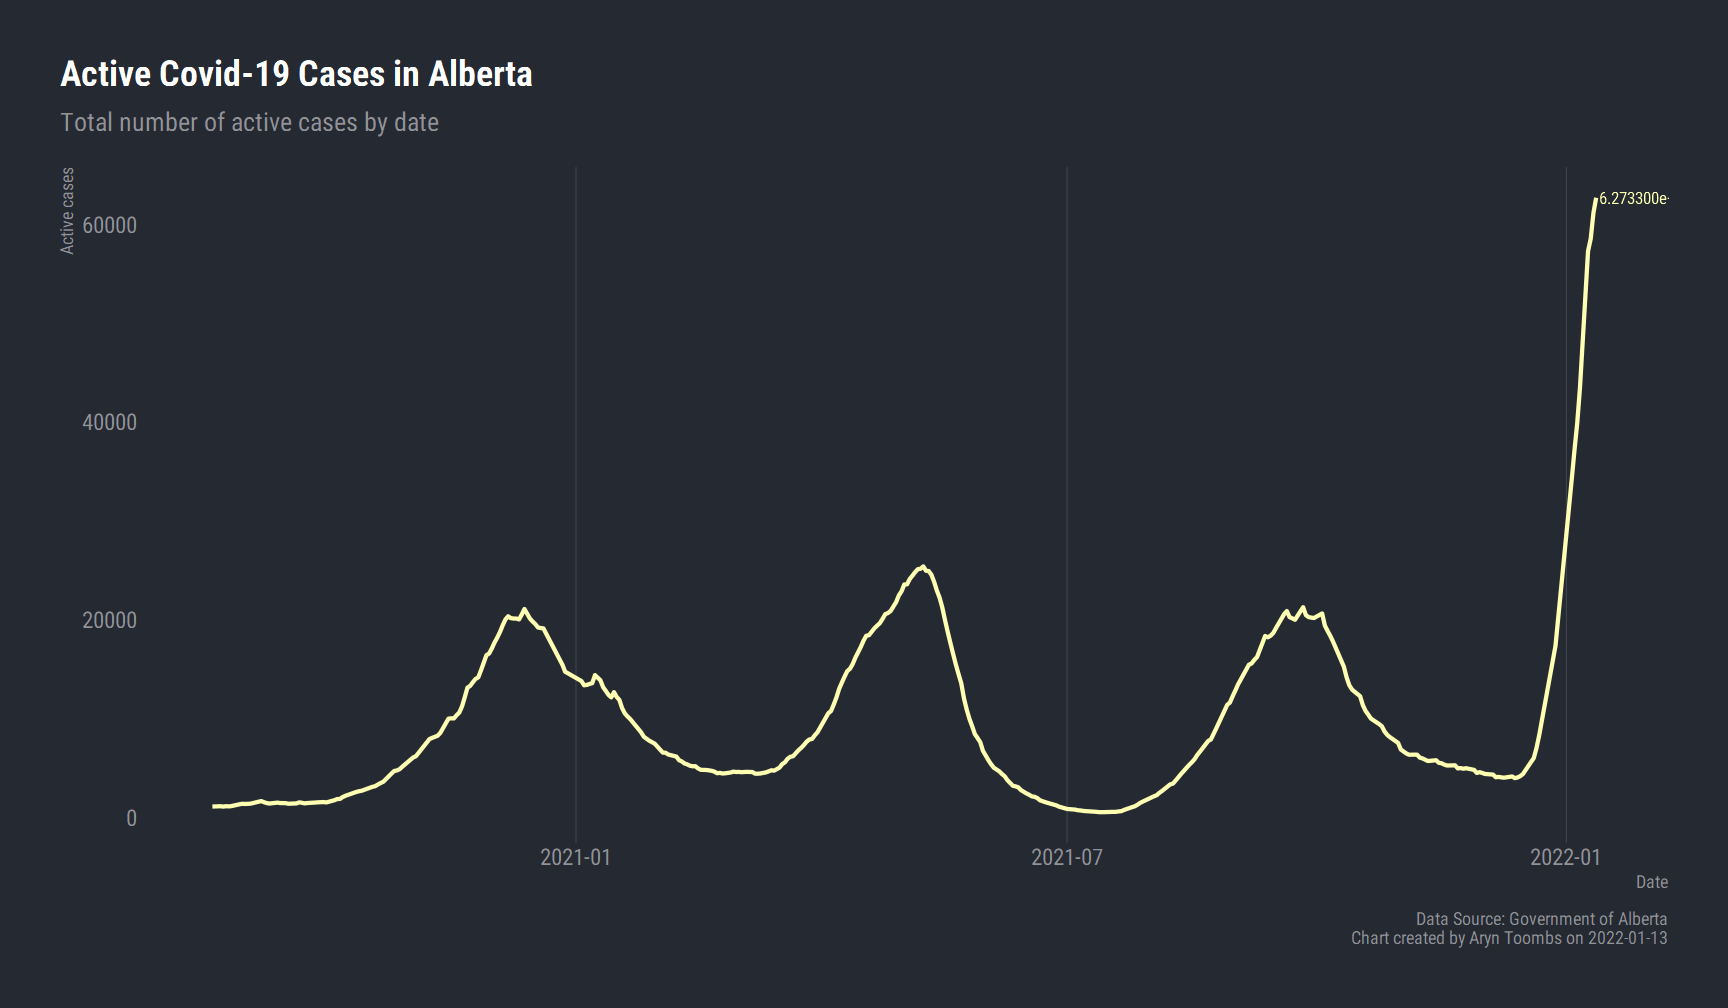 Active Covid-19 Cases in Alberta
Total number of active cases by date
Active cases
60000
40000
20000
0
6.273300e
2021-01
2021-07
2022-01
Date
Data Source: Government of Alberta
Chart created by Aryn Toombs on 2022-01-13